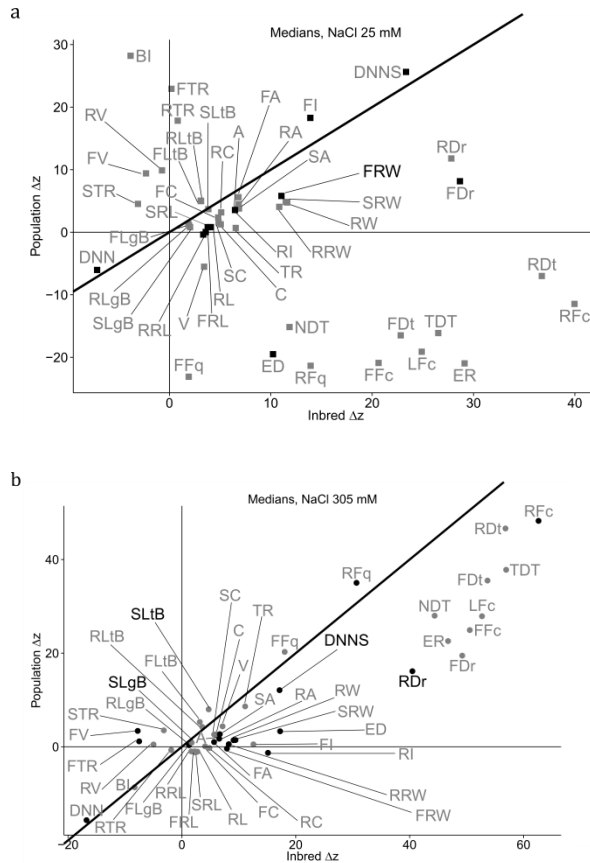 a
Medians, NaCl 25 mM
30
BI
DNNS
FTR
20
RTR
SLtB
FA
FI
RV
RLtB
A
RA
FLtB
RC
SA
RDr
10
FV
FC
FRW
FDr
STR
SRL
SRW
RW
0
FLgB
RI
RRW
DNN
SC
TR
RLgB
RL
C
RDt
SLgB
RRL
V
FRL
−10
NDT
FDt
TDT
RFc
−20
FFq
ED
RFq
FFc
LFc
ER
0
10
20
30
40
Population Δz
Inbred Δz
b
Medians, NaCl 305 mM
RFc
RDt
40
RFq
FDt
TDT
SC
SLtB
C
TR
NDT
LFc
RLtB
FFq
FFc
20
FLtB
V
DNNS
ER
SLgB
SA
RA
RW
RDr
FDr
RLgB
SRW
STR
A
ED
FV
0
FTR
FI
RI
RV
BI
RRL
FA
RRW
DNN
FLgB
SRL
FC
FRW
RTR
FRL
RL
RC
−20
0
20
40
60
Population Δz
Inbred Δz